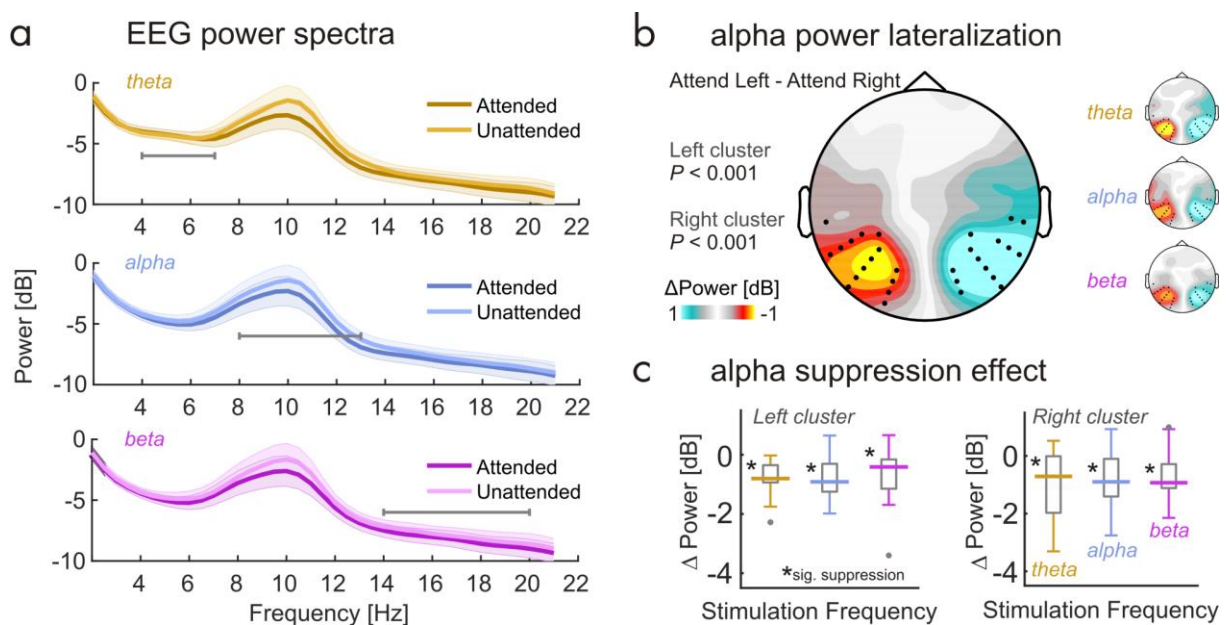 a EEG power spectra
theta
0
-5
-10
Attended
Unattended
4 6 8 10 12 14 16 18 20 22
alpha
0
-5
-10
Power [dB]
Attended
Unattended
4 6 8 10 12 14 16 18 20 22
beta
0
-5
-10
Attended
Unattended
4 6 8 10 12 14 16 18 20 22
Frequency [Hz]
b alpha power lateralization
Attend Left - Attend Right
Left cluster
P < 0.001
Right cluster
P < 0.001
ΔPower [dB]
1 -1
theta
alpha
beta
c alpha suppression effect
Left cluster
Δ Power [dB]
0
-2
-4
* * *
*sig. suppression
Stimulation Frequency
Right cluster
Δ Power [dB]
0
-2
-4
* * *
theta
alpha
beta
Stimulation Frequency